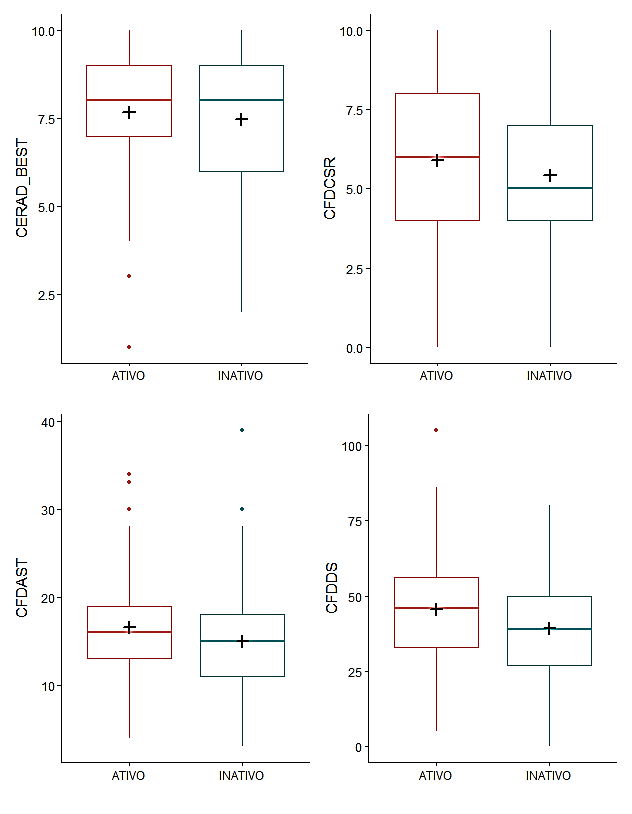 CERAD_BEST
10.0
7.5
5.0
2.5
ATIVO INATIVO
CFDCSR
10.0
7.5
5.0
2.5
0.0
ATIVO INATIVO
CFDAST
40
30
20
10
ATIVO INATIVO
CFDDS
100
75
50
25
0
ATIVO INATIVO